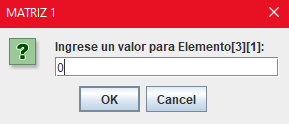 MATRIZ 1
Ingrese un valor para Elemento[3][1]:
0
OK Cancel